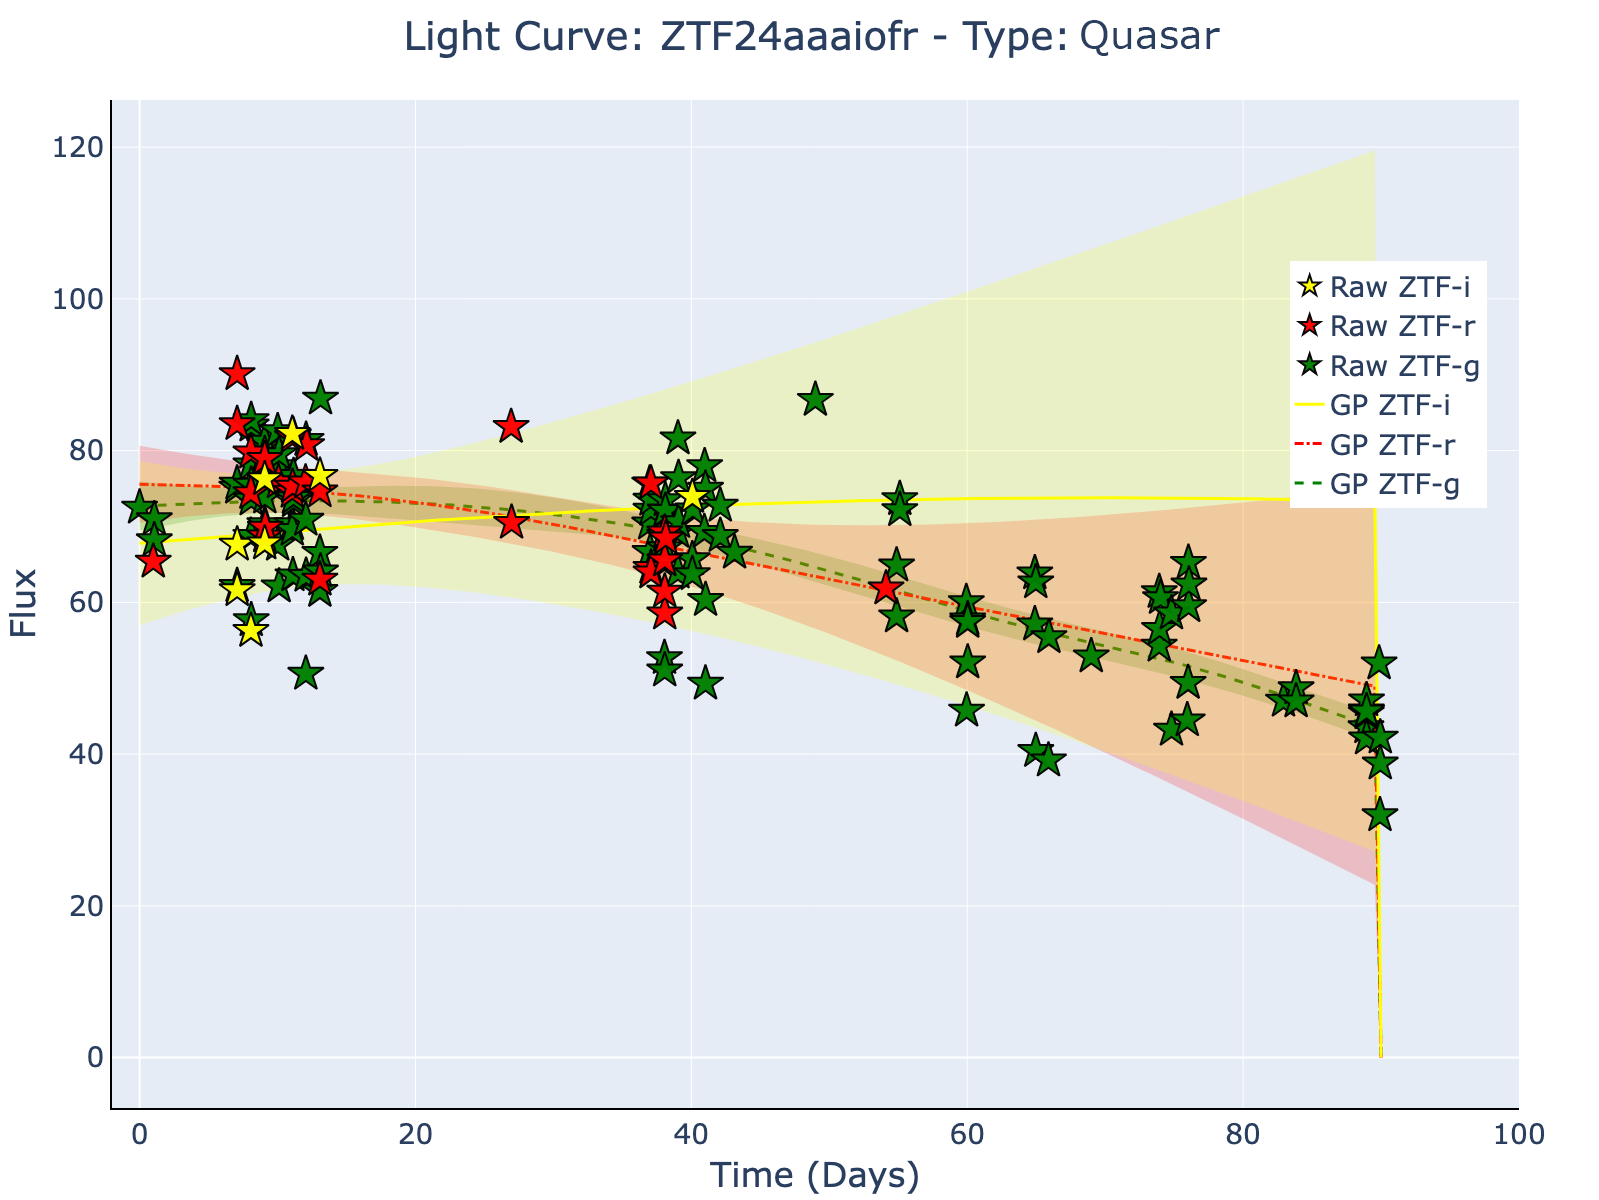 Light Curve: ZTF24aaaiofr - Type: Quasar
120
100
80
60
40
20
0
Flux
Raw ZTF-i
Raw ZTF-r
Raw ZTF-g
GP ZTF-i
GP ZTF-r
GP ZTF-g
0 20 40 60 80 100
Time (Days)